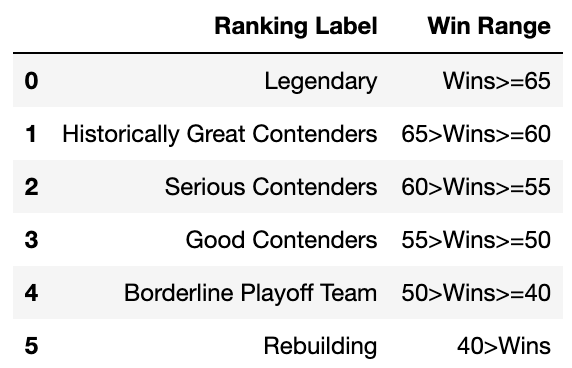 Ranking Label Win Range
0 Legendary Wins>=65
1 Historically Great Contenders 65>Wins>=60
2 Serious Contenders 60>Wins>=55
3 Good Contenders 55>Wins>=50
4 Borderline Playoff Team 50>Wins>=40
5 Rebuilding 40>Wins